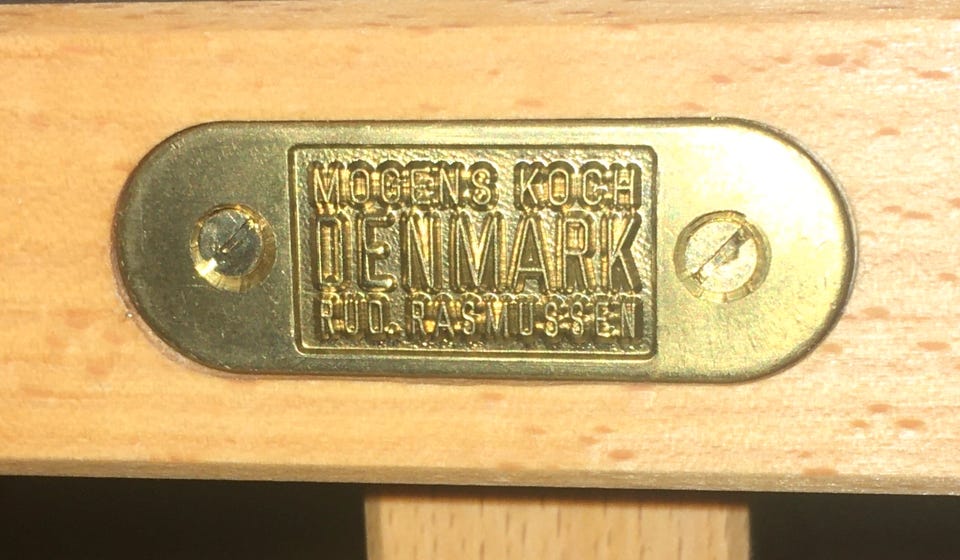 MOGENS KOCH
DENMARK
RUD. RASMUSSEN